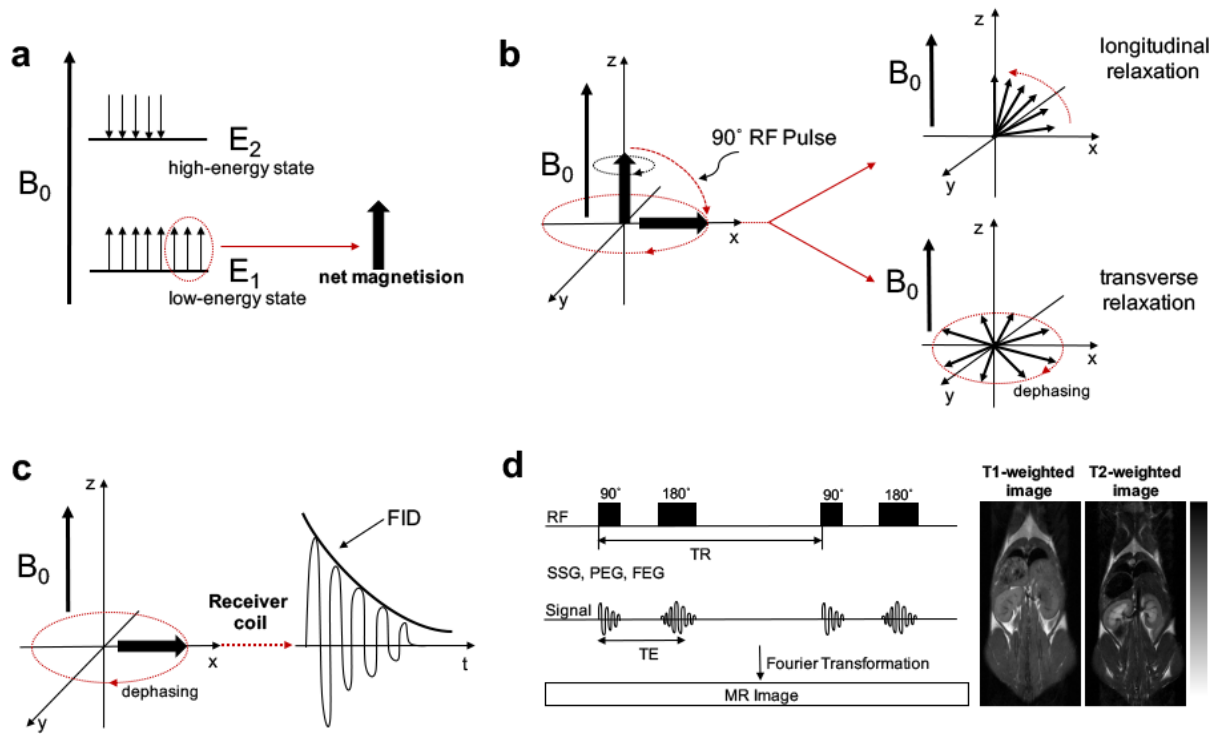 a
B0
E2
high-energy state
E1
low-energy state
net magnetision
b
z
B0
90° RF Pulse
x
y
z
B0
longitudinal
relaxation
x
y
z
B0
transverse
relaxation
x
y
dephasing
c
z
B0
x
dephasing
y
Receiver
coil
FID
t
d
90°
180°
90°
180°
RF
TR
SSG, PEG, FEG
Signal
TE
Fourier Transformation
MR Image
T1-weighted
image
T2-weighted
image